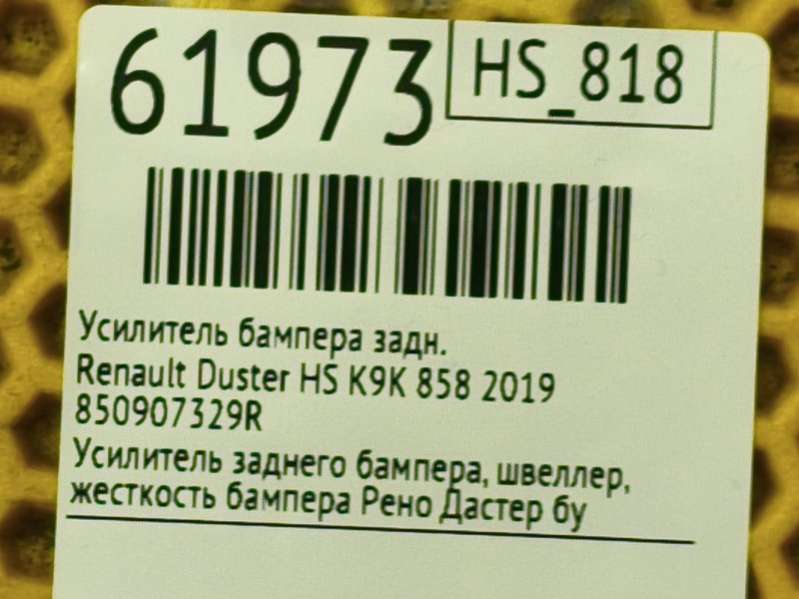 61973
HS_818
Усилитель бампера задн.
Renault Duster HS K9K 858 2019
850907329R
Усилитель заднего бампера, швеллер,
жесткость бампера Рено Дастер бу